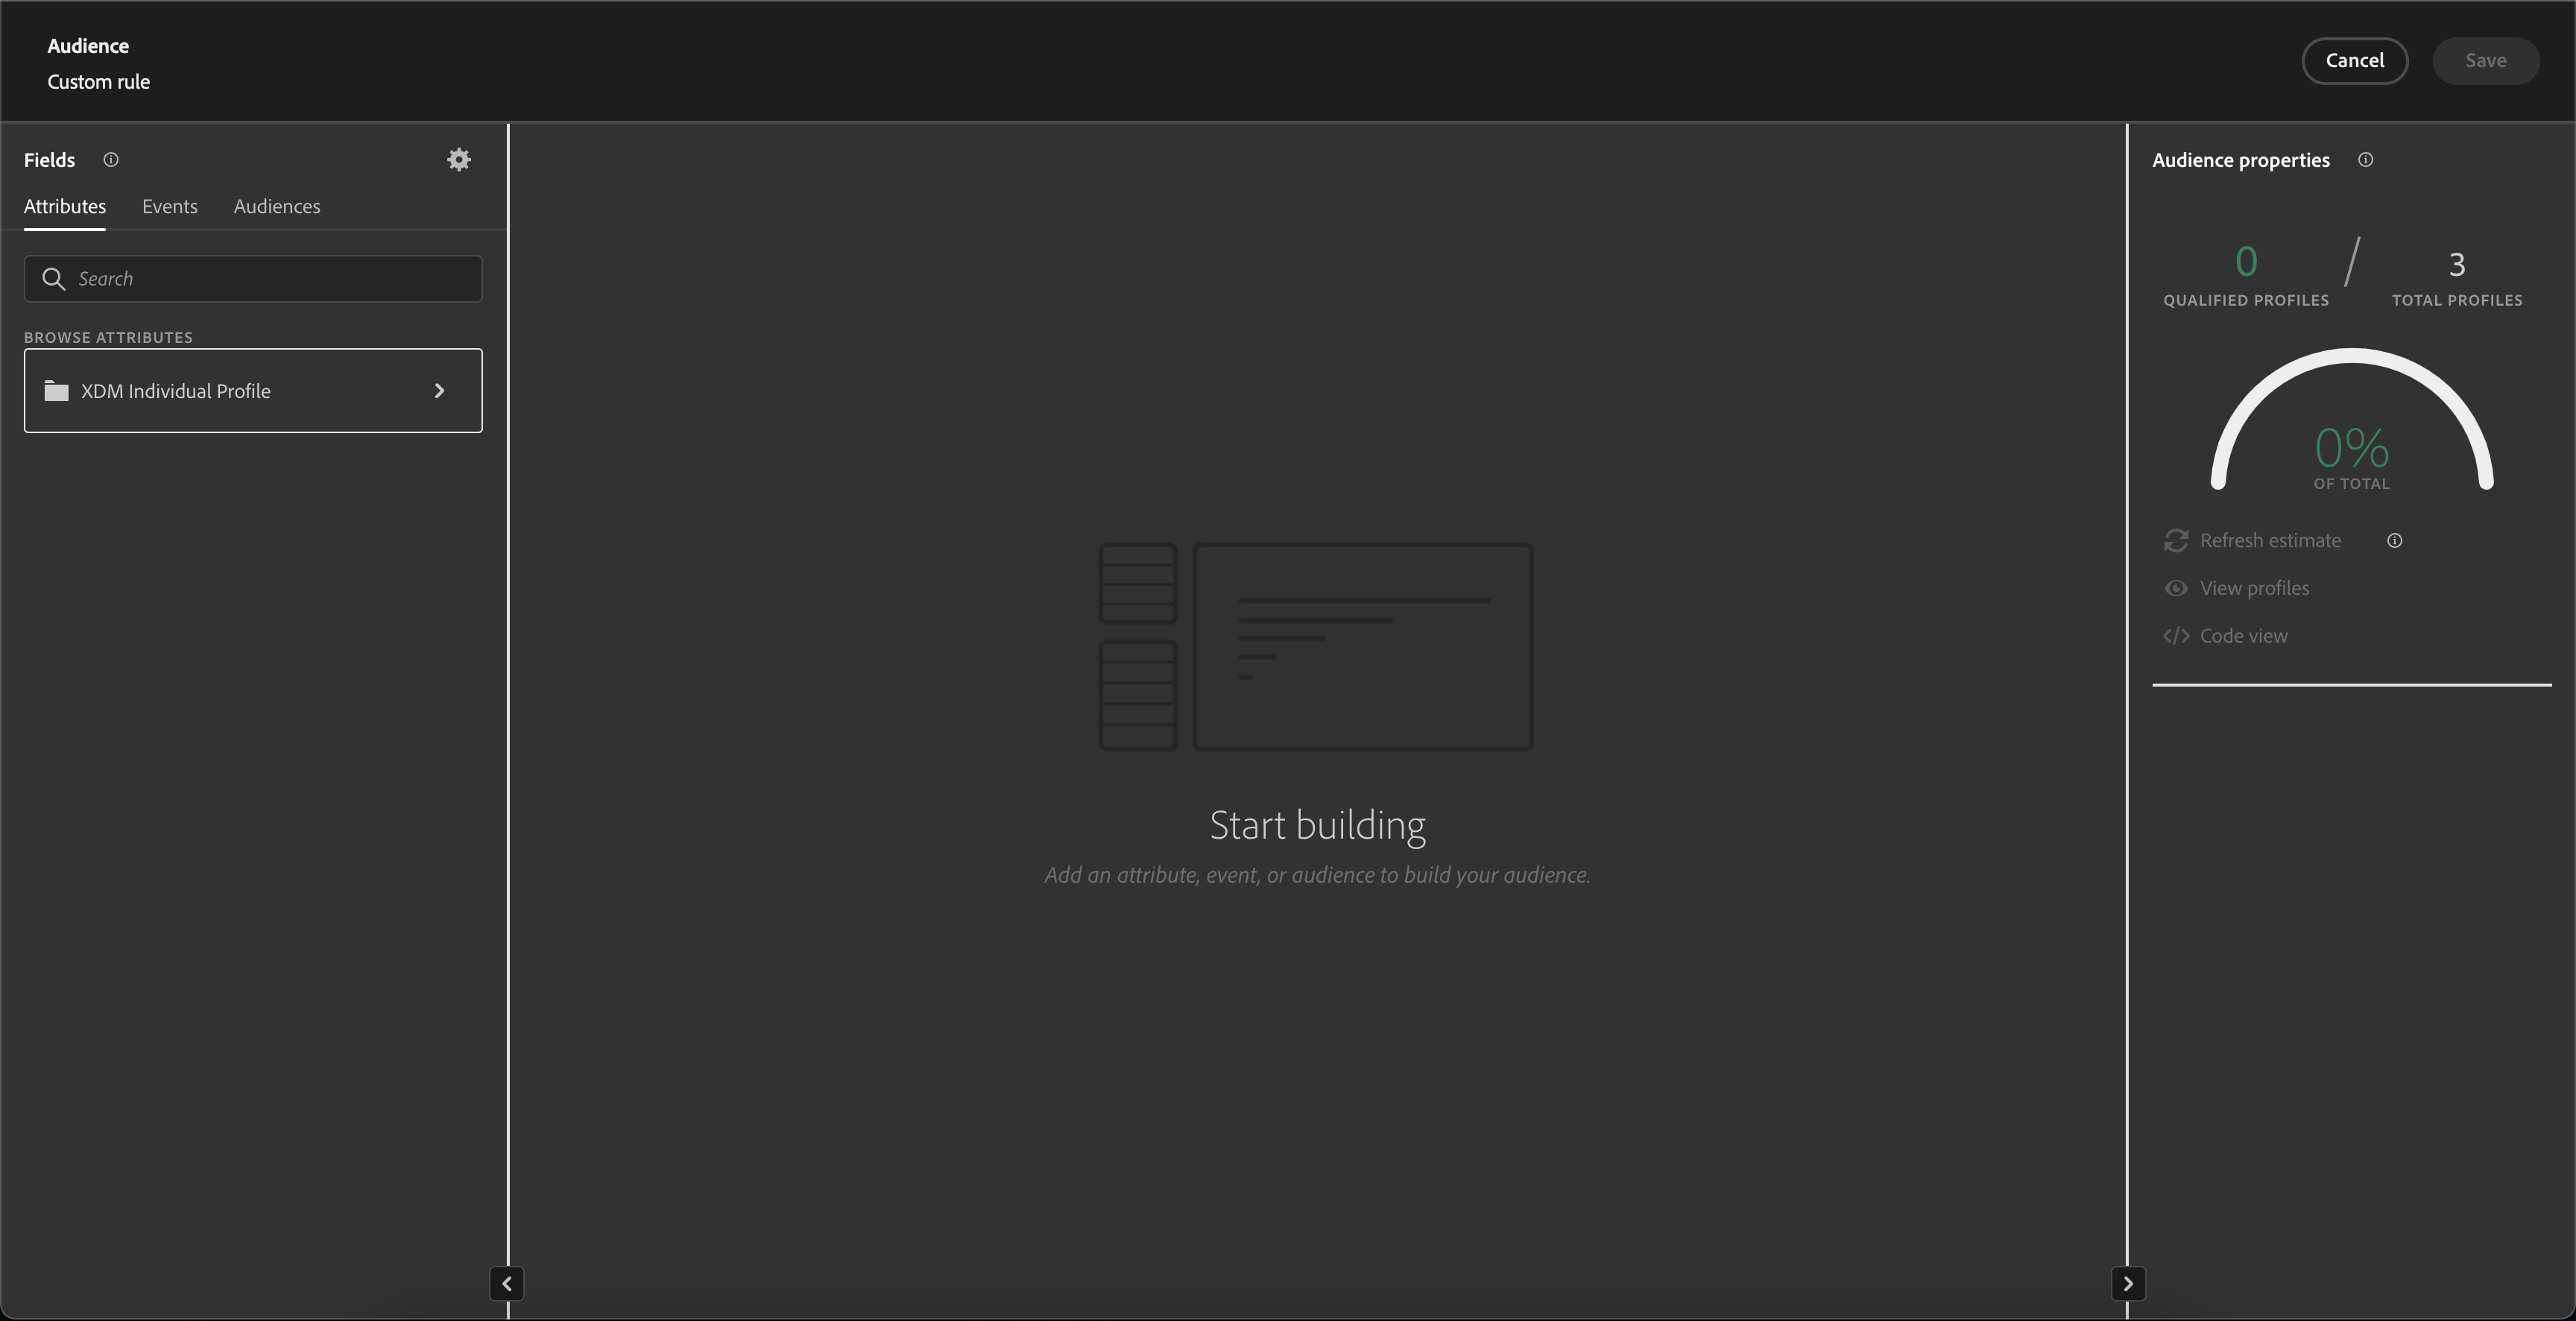 Audience
Custom rule
Cancel
Save
Fields
Attributes
Events
Audiences
Search
BROWSE ATTRIBUTES
XDM Individual Profile
Start building
Add an attribute, event, or audience to build your audience.
Audience properties
0 / 3
QUALIFIED PROFILES
TOTAL PROFILES
0%
OF TOTAL
Refresh estimate
View profiles
Code view